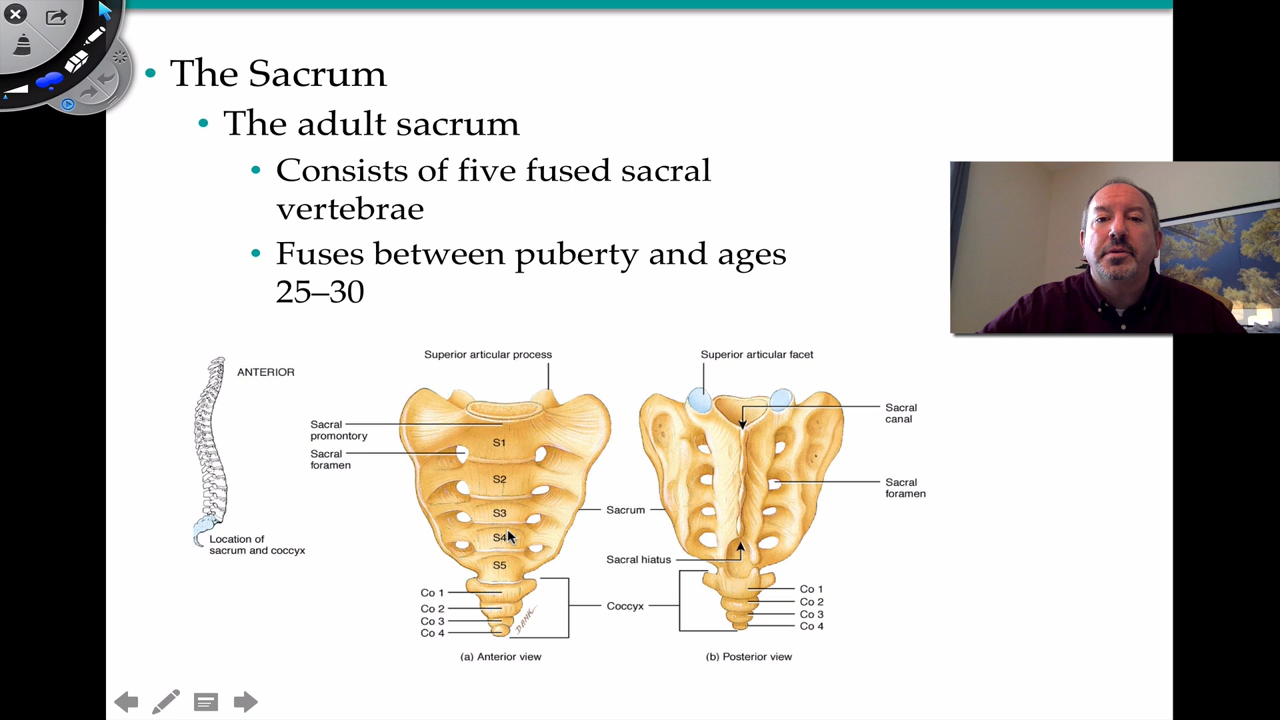 The Sacrum
The adult sacrum
Consists of five fused sacral
vertebrae
Fuses between puberty and ages
25–30
ANTERIOR
Location of
sacrum and coccyx
Superior articular process
Sacral
promontory
Sacral
foramen
S1
S2
S3
S4
S5
Co 1
Co 2
Co 3
Co 4
(a) Anterior view
Sacrum
Sacral hiatus
Coccyx
Superior articular facet
Sacral
canal
Sacral
foramen
Co 1
Co 2
Co 3
Co 4
(b) Posterior view